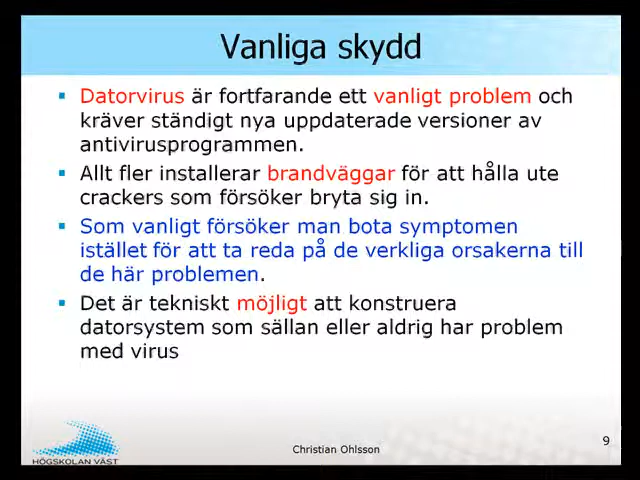 Vanliga skydd
Datorvirus är fortfarande ett vanligt problem och
kräver ständigt nya uppdaterade versioner av
antivirusprogrammen.
Allt fler installerar brandväggar för att hålla ute
crackers som försöker bryta sig in.
Som vanligt försöker man bota symptomen
istället för att ta reda på de verkliga orsakerna till
de här problemen.
Det är tekniskt möjligt att konstruera
datorsystem som sällan eller aldrig har problem
med virus
HÖGSKOLAN VÄST
Christian Ohlsson
9